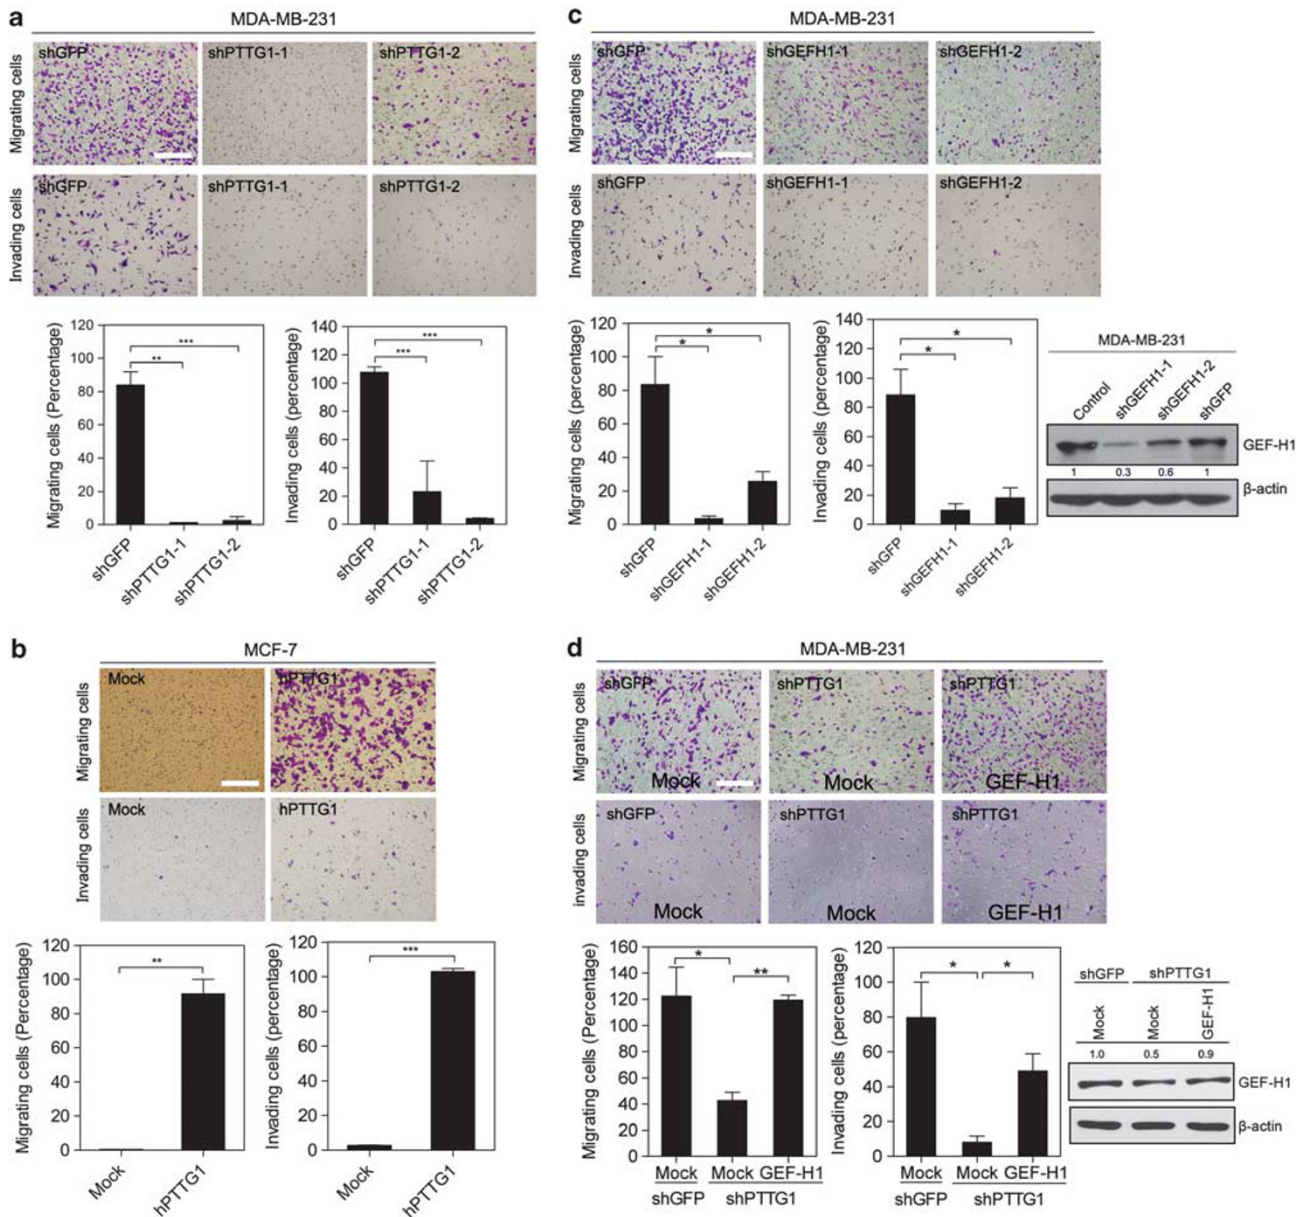 a
MDA-MB-231
Migrating cells
shGFP
shPTTG1-1
shPTTG1-2
Invading cells
shGFP
shPTTG1-1
shPTTG1-2
Migrating cells (Percentage)
120
100
80
60
40
20
0
***
**
shGFP
shPTTG1-1
shPTTG1-2
Invading cells (percentage)
140
120
100
80
60
40
20
0
***
***
shGFP
shPTTG1-1
shPTTG1-2
c
MDA-MB-231
Migrating cells
shGFP
shGEFH1-1
shGEFH1-2
Invading cells
shGFP
shGEFH1-1
shGEFH1-2
Migrating cells (percentage)
120
100
80
60
40
20
0
*
*
shGFP
shGEFH1-1
shGEFH1-2
Invading cells (percentage)
140
120
100
80
60
40
20
0
*
*
shGFP
shGEFH1-1
shGEFH1-2
MDA-MB-231
Control
shGEFH1-1
shGEFH1-2
shGFP
GEF-H1
1 0.3 0.6 1
β-actin
b
MCF-7
Migrating cells
Mock
hPTTG1
Invading cells
Mock
hPTTG1
Migrating cells (Percentage)
120
100
80
60
40
20
0
**
Mock
hPTTG1
Invading cells (percentage)
120
100
80
60
40
20
0
***
Mock
hPTTG1
d
MDA-MB-231
Migrating cells
shGFP
shPTTG1
shPTTG1
Mock
Mock
GEF-H1
invading cells
shGFP
shPTTG1
shPTTG1
Mock
Mock
GEF-H1
Migrating cells (Percentage)
160
140
120
100
80
60
40
20
0
*
**
Mock
Mock GEF-H1
shGFP
shPTTG1
Invading cells (percentage)
120
100
80
60
40
20
0
*
*
Mock
Mock GEF-H1
shGFP
shPTTG1
shGFP
shPTTG1
Mock
Mock
GEF-H1
1.0 0.5 0.9
GEF-H1
β-actin